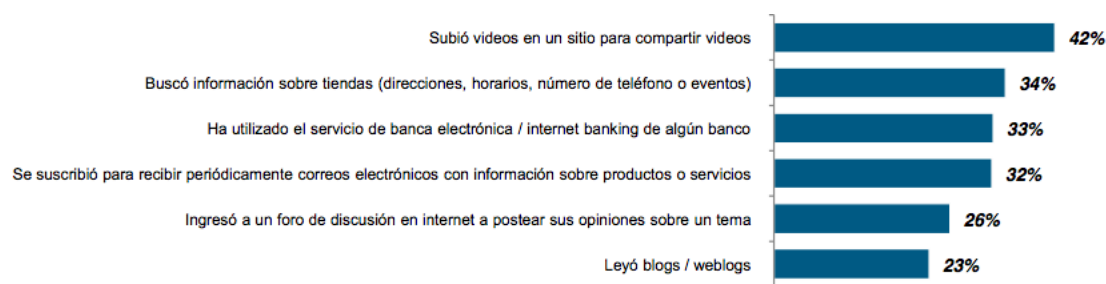 Subió videos en un sitio para compartir videos 42%
Buscó información sobre tiendas (direcciones, horarios, número de teléfono o eventos) 34%
Ha utilizado el servicio de banca electrónica / internet banking de algún banco 33%
Se suscribió para recibir periódicamente correos electrónicos con información sobre productos o servicios 32%
Ingresó a un foro de discusión en internet a postear sus opiniones sobre un tema 26%
Leyó blogs / weblogs 23%